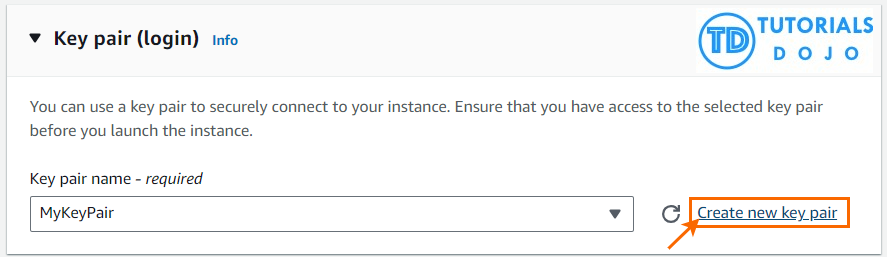 Key pair (login) Info
TD TUTORIALS
DOJO
You can use a key pair to securely connect to your instance. Ensure that you have access to the selected key pair
before you launch the instance.
Key pair name - required
MyKeyPair
Create new key pair